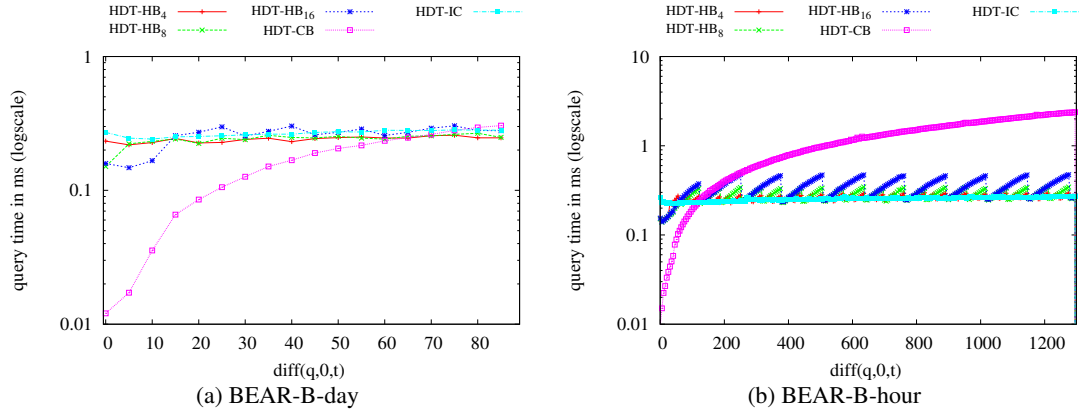 HDT-HB4 HDT-HB16 HDT-IC
HDT-HB8 HDT-CB
1
0.1
0.01
query time in ms (logscale)
0 10 20 30 40 50 60 70 80
diff(q,0,t)
(a) BEAR-B-day
HDT-HB4 HDT-HB16 HDT-IC
HDT-HB8 HDT-CB
10
1
0.1
0.01
query time in ms (logscale)
0 200 400 600 800 1000 1200
diff(q,0,t)
(b) BEAR-B-hour